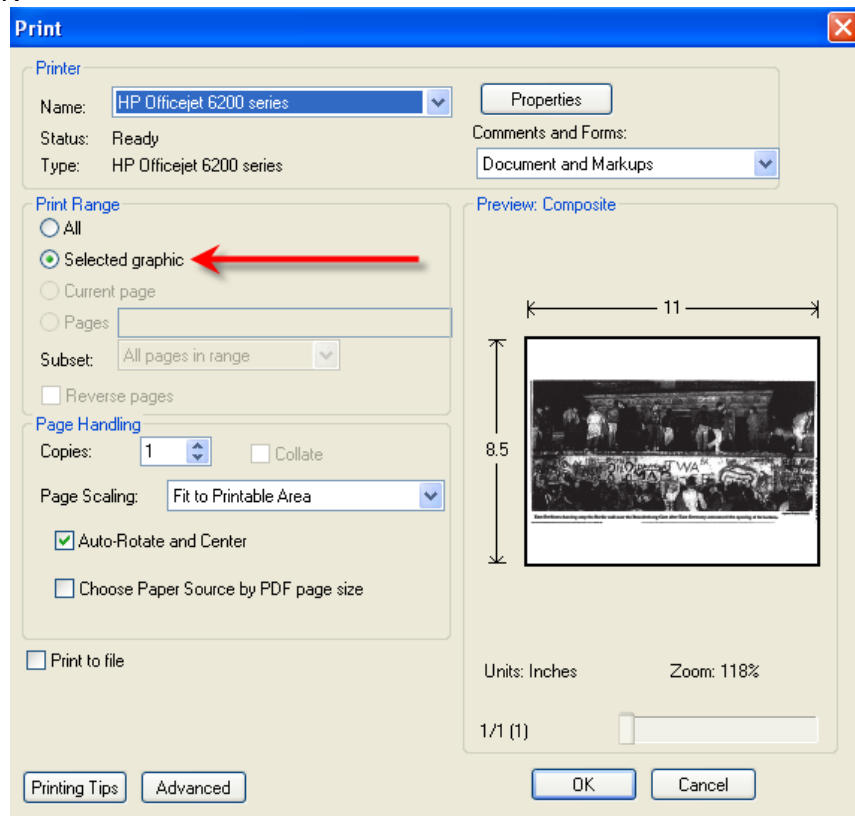 Print
Printer
Name: HP Officejet 6200 series
Properties
Status: Ready
Comments and Forms:
Type: HP Officejet 6200 series
Document and Markups
Print Range
All
Selected graphic
Current page
Pages
Subset: All pages in range
Reverse pages
Preview: Composite
11
8.5
TWA
Page Handling
Copies: 1
Collate
Page Scaling: Fit to Printable Area
Auto-Rotate and Center
Choose Paper Source by PDF page size
Print to file
Units: Inches Zoom: 118%
1/1 (1)
Printing Tips
Advanced
OK
Cancel